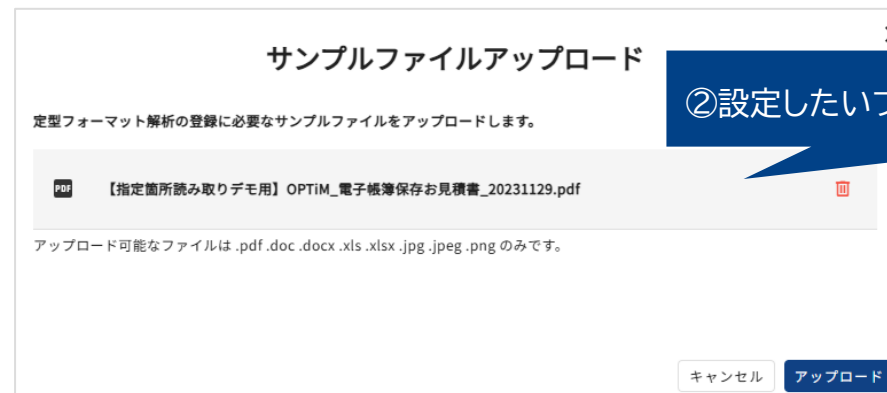 サンプルファイルアップロード
②設定したい
定型フォーマット解析の登録に必要なサンプルファイルをアップロードします。
PDF 【指定箇所読み取りデモ用】OPTiM_電子帳簿保存お見積書_20231129.pdf
アップロード可能なファイルは .pdf .doc .docx .xls .xlsx .jpg .jpeg .png のみです。
キャンセル アップロード